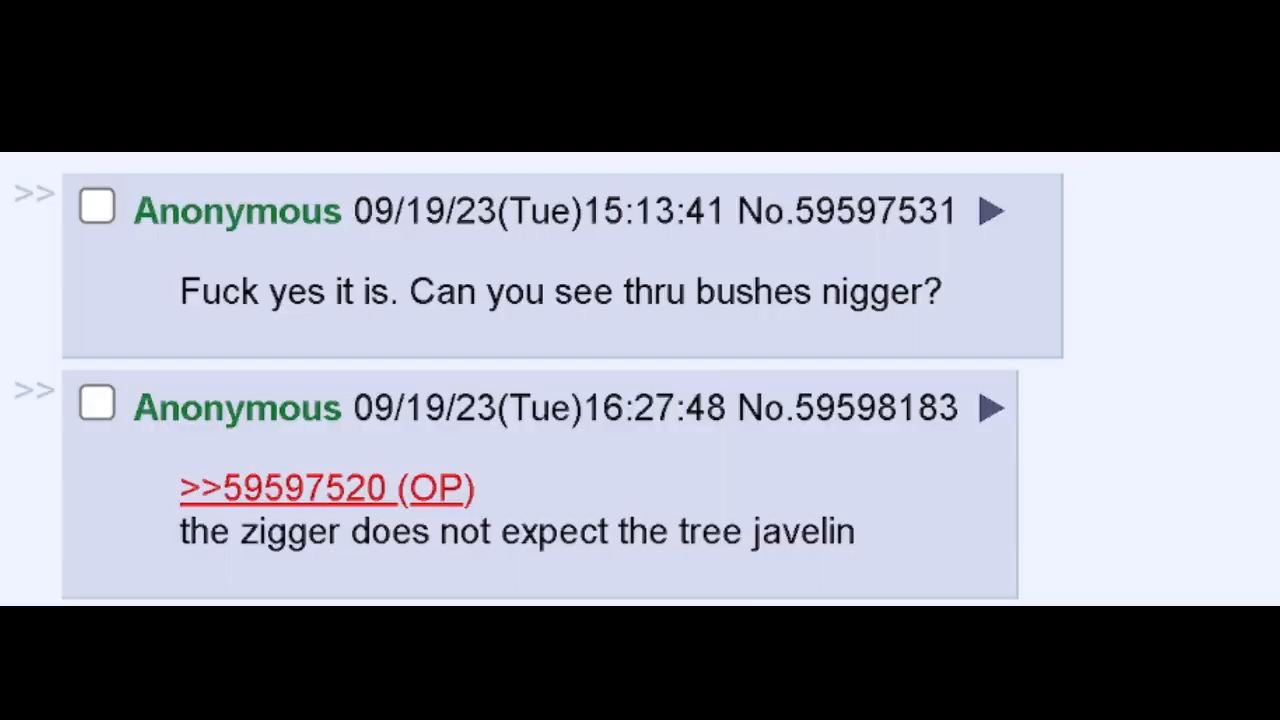 >> Anonymous 09/19/23(Tue)15:13:41 No.59597531 ▶
Fuck yes it is. Can you see thru bushes nigger?
>> Anonymous 09/19/23(Tue)16:27:48 No.59598183 ▶
>>59597520 (OP)
the zigger does not expect the tree javelin